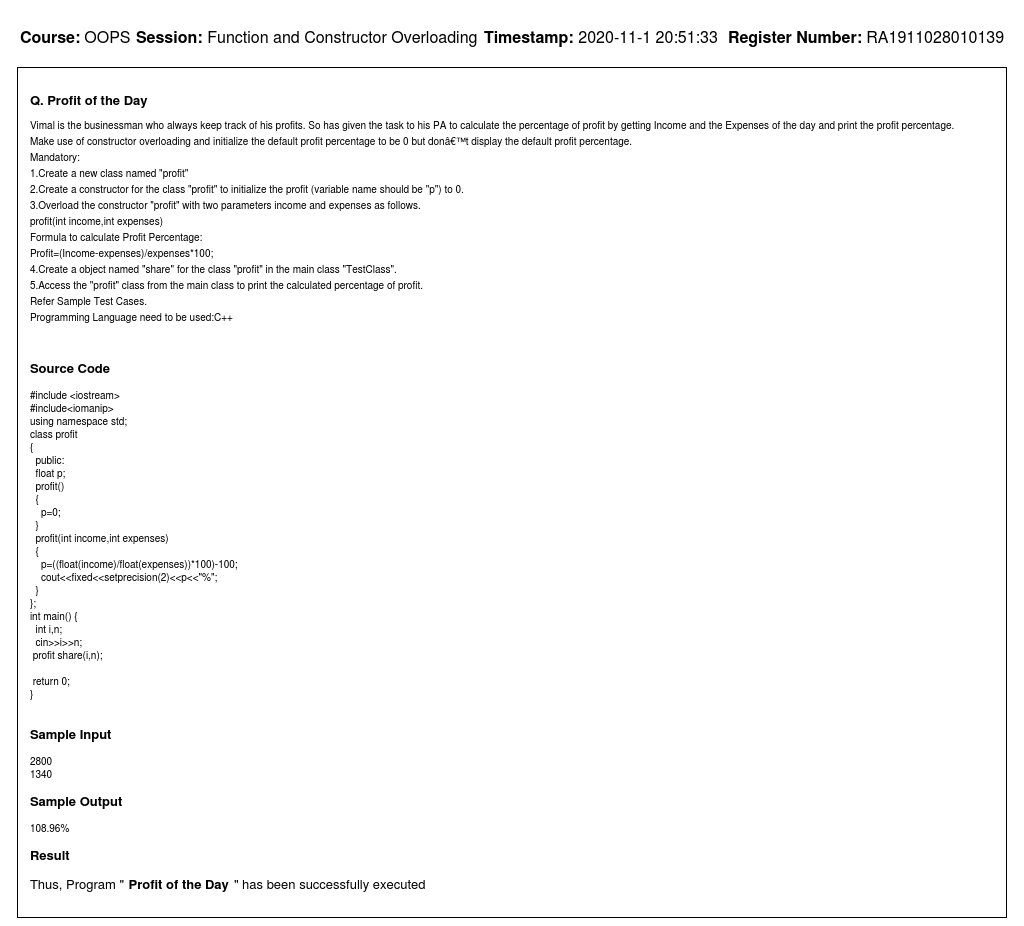 Course: OOPS Session: Function and Constructor Overloading Timestamp: 2020-11-1 20:51:33 Register Number: RA1911028010139
Q. Profit of the Day
Vimal is the businessman who always keep track of his profits. So has given the task to his PA to calculate the percentage of profit by getting Income and the Expenses of the day and print the profit percentage.
Make use of constructor overloading and initialize the default profit percentage to be 0 but donâ€™t display the default profit percentage.
Mandatory:
1.Create a new class named "profit"
2.Create a constructor for the class "profit" to initialize the profit (variable name should be "p") to 0.
3.Overload the constructor "profit" with two parameters income and expenses as follows.
profit(int income,int expenses)
Formula to calculate Profit Percentage:
Profit=(Income-expenses)/expenses*100;
4.Create a object named "share" for the class "profit" in the main class "TestClass".
5.Access the "profit" class from the main class to print the calculated percentage of profit.
Refer Sample Test Cases.
Programming Language need to be used:C++
Source Code
#include <iostream>
#include<iomanip>
using namespace std;
class profit
{
public:
float p;
profit()
{
p=0;
}
profit(int income,int expenses)
{
p=((float(income)/float(expenses))*100)-100;
cout<<fixed<<setprecision(2)<<p<<"%";
}
};
int main() {
int i,n;
cin>>i>>n;
profit share(i,n);
return 0;
}
Sample Input
2800
1340
Sample Output
108.96%
Result
Thus, Program " Profit of the Day " has been successfully executed